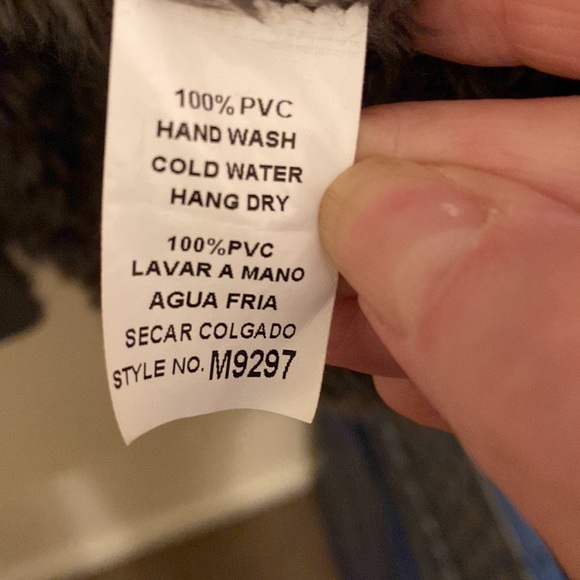 100% PVC
HAND WASH
COLD WATER
HANG DRY
100%PVC
LAVAR A MANO
AGUA FRIA
SECAR COLGADO
STYLE NO. M9297